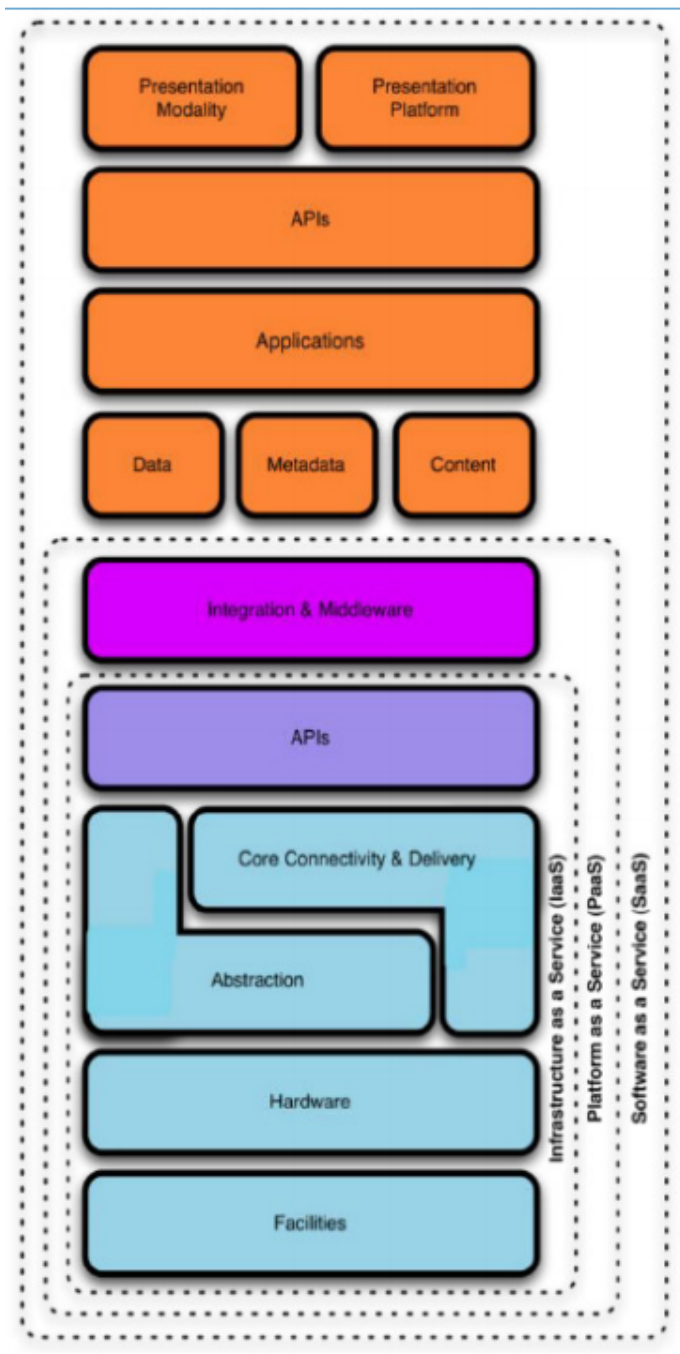 Presentation
Modality
Presentation
Platform
APIs
Applications
Data
Metadata
Content
Integration & Middleware
APIs
Core Connectivity & Delivery
Abstraction
Hardware
Facilities
Infrastructure as a Service (IaaS)
Platform as a Service (PaaS)
Software as a Service (SaaS)